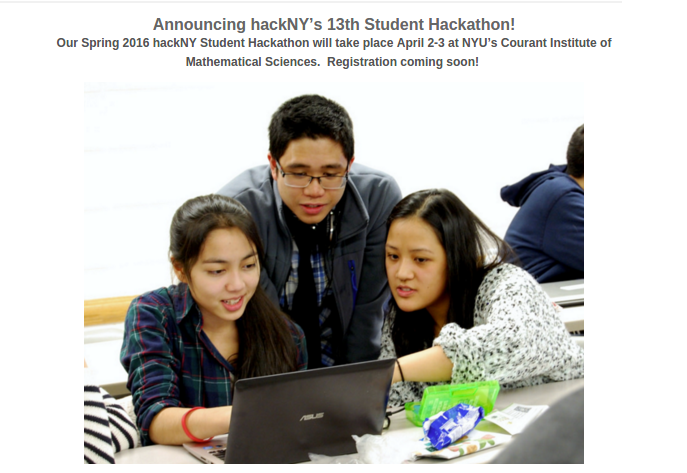 Announcing hackNY’s 13th Student Hackathon!
Our Spring 2016 hackNY Student Hackathon will take place April 2-3 at NYU’s Courant Institute of
Mathematical Sciences.  Registration coming soon!
ASUS